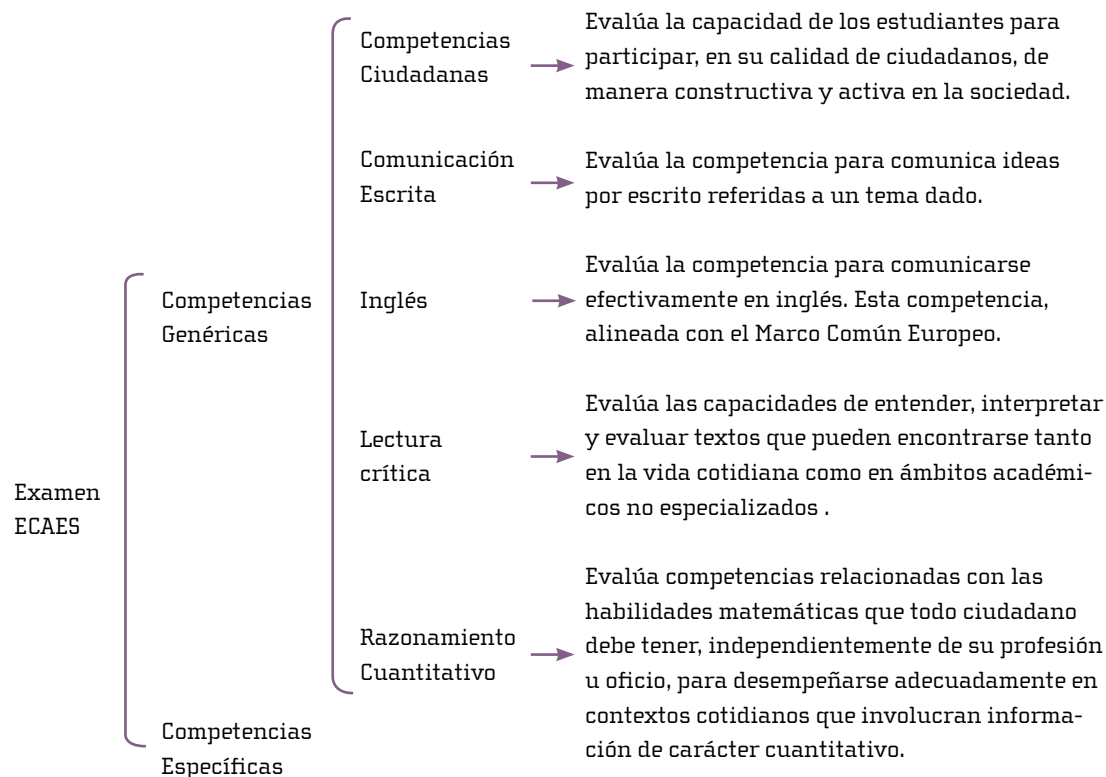 Examen
ECAES
Competencias
Genéricas
Competencias
Ciudadanas
Evalúa la capacidad de los estudiantes para
participar, en su calidad de ciudadanos, de
manera constructiva y activa en la sociedad.
Comunicación
Escrita
Evalúa la competencia para comunica ideas
por escrito referidas a un tema dado.
Inglés
Evalúa la competencia para comunicarse
efectivamente en inglés. Esta competencia,
alineada con el Marco Común Europeo.
Lectura
crítica
Evalúa las capacidades de entender, interpretar
y evaluar textos que pueden encontrarse tanto
en la vida cotidiana como en ámbitos académi-
cos no especializados .
Razonamiento
Cuantitativo
Evalúa competencias relacionadas con las
habilidades matemáticas que todo ciudadano
debe tener, independientemente de su profesión
u oficio, para desempeñarse adecuadamente en
contextos cotidianos que involucran informa-
ción de carácter cuantitativo.
Competencias
Específicas